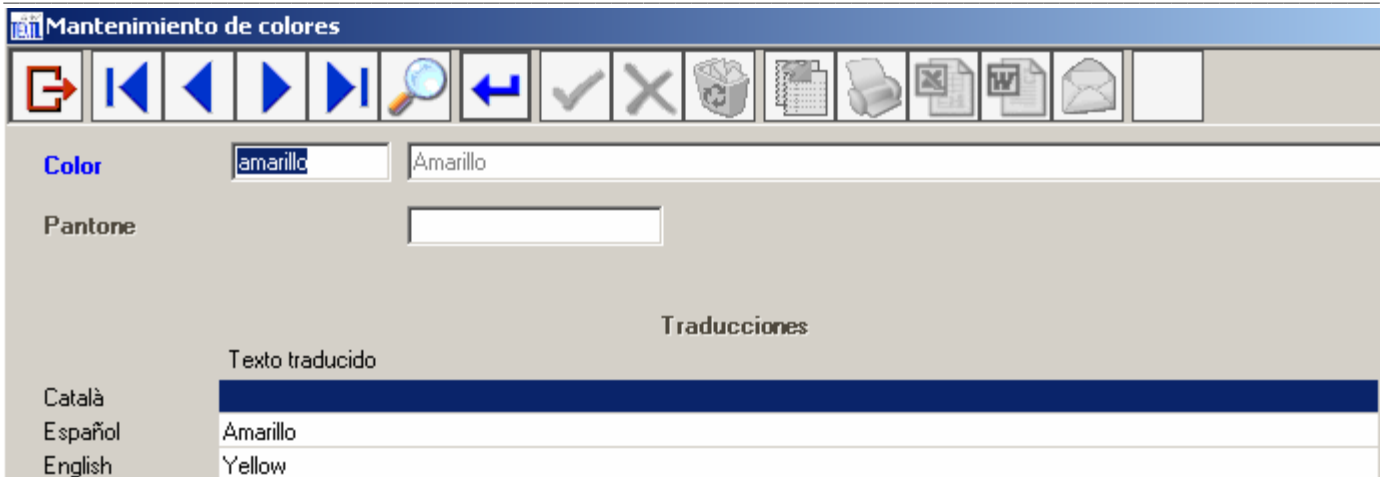 Mantenimiento de colores
Color amarillo Amarillo
Pantone
Traducciones
Texto traducido
Català
Español Amarillo
English Yellow